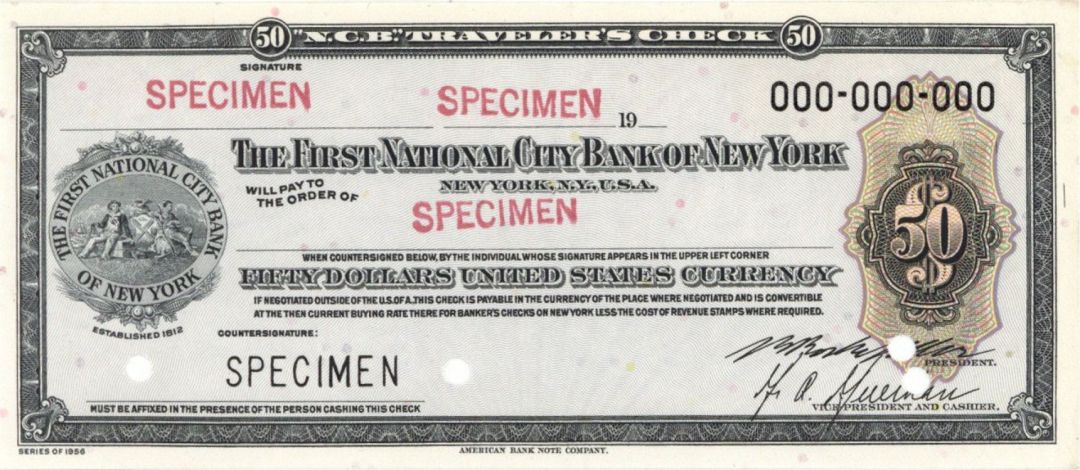 50 "N.C.B." TRAVELER'S CHECK 50
SIGNATURE
SPECIMEN SPECIMEN 000-000-000
19
THE FIRST NATIONAL CITY BANK OF NEW YORK
NEW YORK, N.Y., U.S.A.
THE FIRST NATIONAL CITY BANK
OF NEW YORK
ESTABLISHED 1812
WILL PAY TO
THE ORDER OF
SPECIMEN
$50
WHEN COUNTERSIGNED BELOW, BY THE INDIVIDUAL WHOSE SIGNATURE APPEARS IN THE UPPER LEFT CORNER
FIFTY DOLLARS UNITED STATES CURRENCY
IF NEGOTIATED OUTSIDE OF THE U.S. OF A., THIS CHECK IS PAYABLE IN THE CURRENCY OF THE PLACE WHERE NEGOTIATED AND IS CONVERTIBLE
AT THE THEN CURRENT BUYING RATE THERE FOR BANKER'S CHECKS ON NEW YORK LESS THE COST OF REVENUE STAMPS WHERE REQUIRED.
COUNTERSIGNATURE:
SPECIMEN
PRESIDENT.
VICE PRESIDENT AND CASHIER.
MUST BE AFFIXED IN THE PRESENCE OF THE PERSON CASHING THIS CHECK
SERIES OF 1956
AMERICAN BANK NOTE COMPANY.